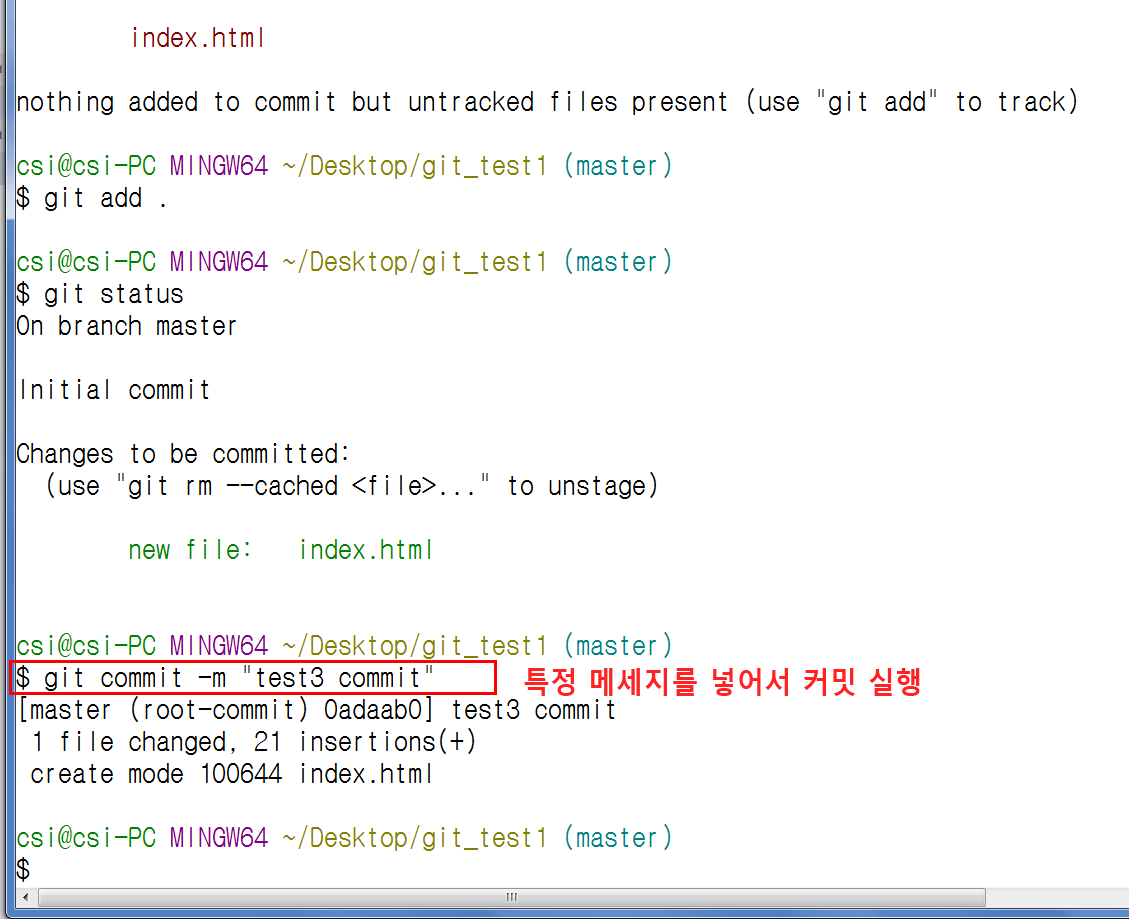 index.html
nothing added to commit but untracked files present (use "git add" to track)
csi@csi-PC MINGW64 ~/Desktop/git_test1 (master)
$ git add .
csi@csi-PC MINGW64 ~/Desktop/git_test1 (master)
$ git status
On branch master
Initial commit
Changes to be committed:
(use "git rm --cached <file>..." to unstage)
new file: index.html
csi@csi-PC MINGW64 ~/Desktop/git_test1 (master)
$ git commit -m "test3 commit" 특정 메세지를 넣어서 커밋 실행
[master (root-commit) 0adaab0] test3 commit
1 file changed, 21 insertions(+)
create mode 100644 index.html
csi@csi-PC MINGW64 ~/Desktop/git_test1 (master)
$